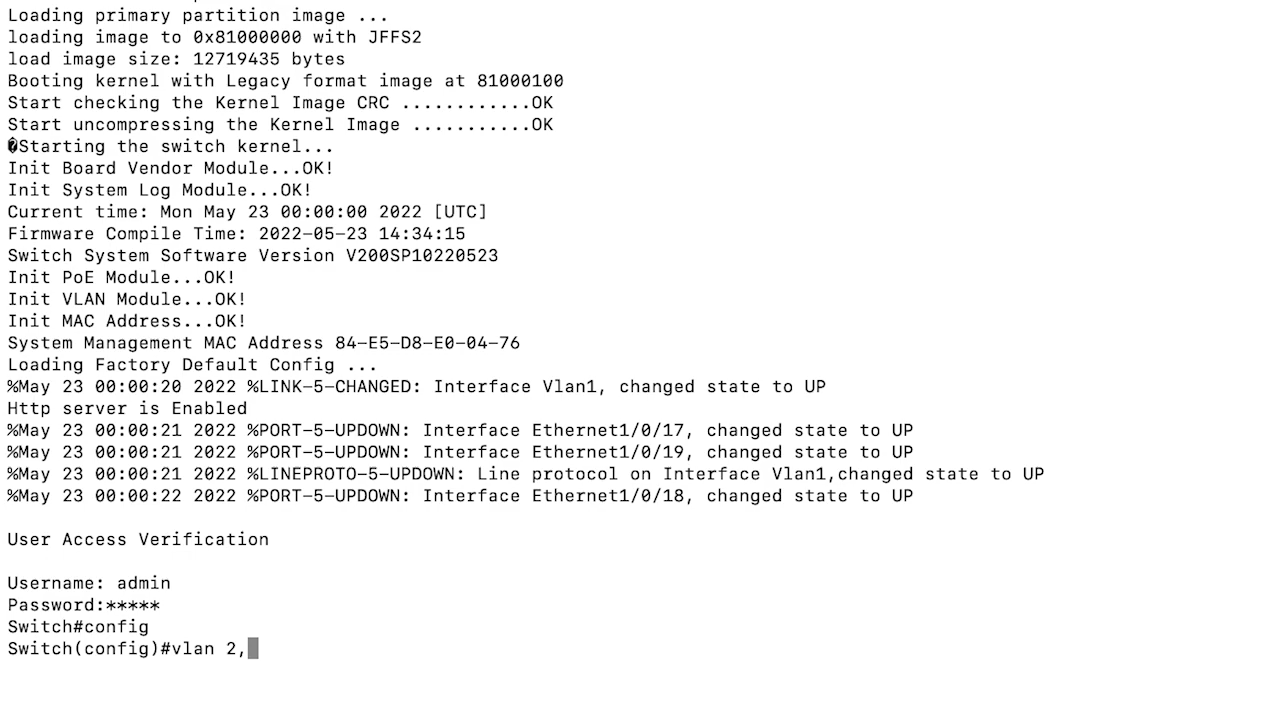 Loading primary partition image ...
loading image to 0x81000000 with JFFS2
load image size: 12719435 bytes
Booting kernel with Legacy format image at 81000100
Start checking the Kernel Image CRC ............OK
Start uncompressing the Kernel Image ...........OK
�Starting the switch kernel...
Init Board Vendor Module...OK!
Init System Log Module...OK!
Current time: Mon May 23 00:00:00 2022 [UTC]
Firmware Compile Time: 2022-05-23 14:34:15
Switch System Software Version V200SP10220523
Init PoE Module...OK!
Init VLAN Module...OK!
Init MAC Address...OK!
System Management MAC Address 84-E5-D8-E0-04-76
Loading Factory Default Config ...
%May 23 00:00:20 2022 %LINK-5-CHANGED: Interface Vlan1, changed state to UP
Http server is Enabled
%May 23 00:00:21 2022 %PORT-5-UPDOWN: Interface Ethernet1/0/17, changed state to UP
%May 23 00:00:21 2022 %PORT-5-UPDOWN: Interface Ethernet1/0/19, changed state to UP
%May 23 00:00:21 2022 %LINEPROTO-5-UPDOWN: Line protocol on Interface Vlan1,changed state to UP
%May 23 00:00:22 2022 %PORT-5-UPDOWN: Interface Ethernet1/0/18, changed state to UP
User Access Verification
Username: admin
Password:*****
Switch#config
Switch(config)#vlan 2,